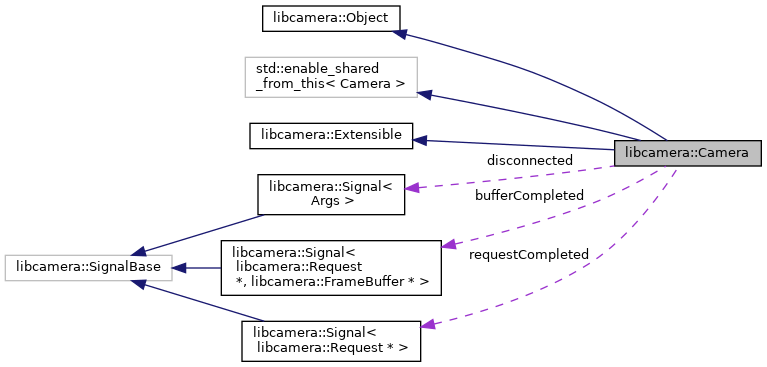 libcamera::Object
std::enable_shared
_from_this< Camera >
libcamera::Extensible
libcamera::Camera
disconnected
libcamera::Signal<
Args >
bufferCompleted
libcamera::Signal<
libcamera::Request
*, libcamera::FrameBuffer * >
libcamera::SignalBase
requestCompleted
libcamera::Signal<
libcamera::Request * >